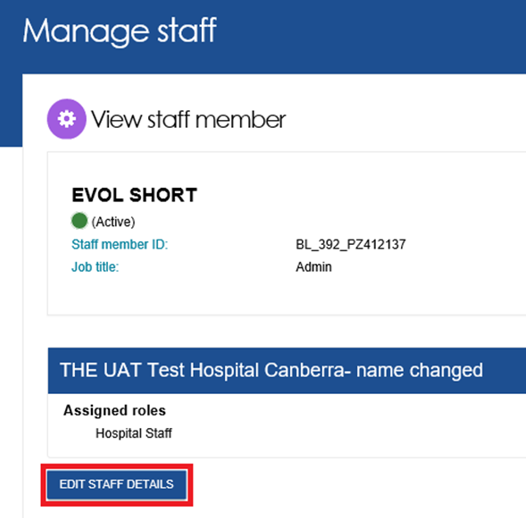 Manage staff
View staff member
EVOL SHORT
(Active)
Staff member ID: BL_392_PZ412137
Job title: Admin
THE UAT Test Hospital Canberra- name changed
Assigned roles
Hospital Staff
EDIT STAFF DETAILS